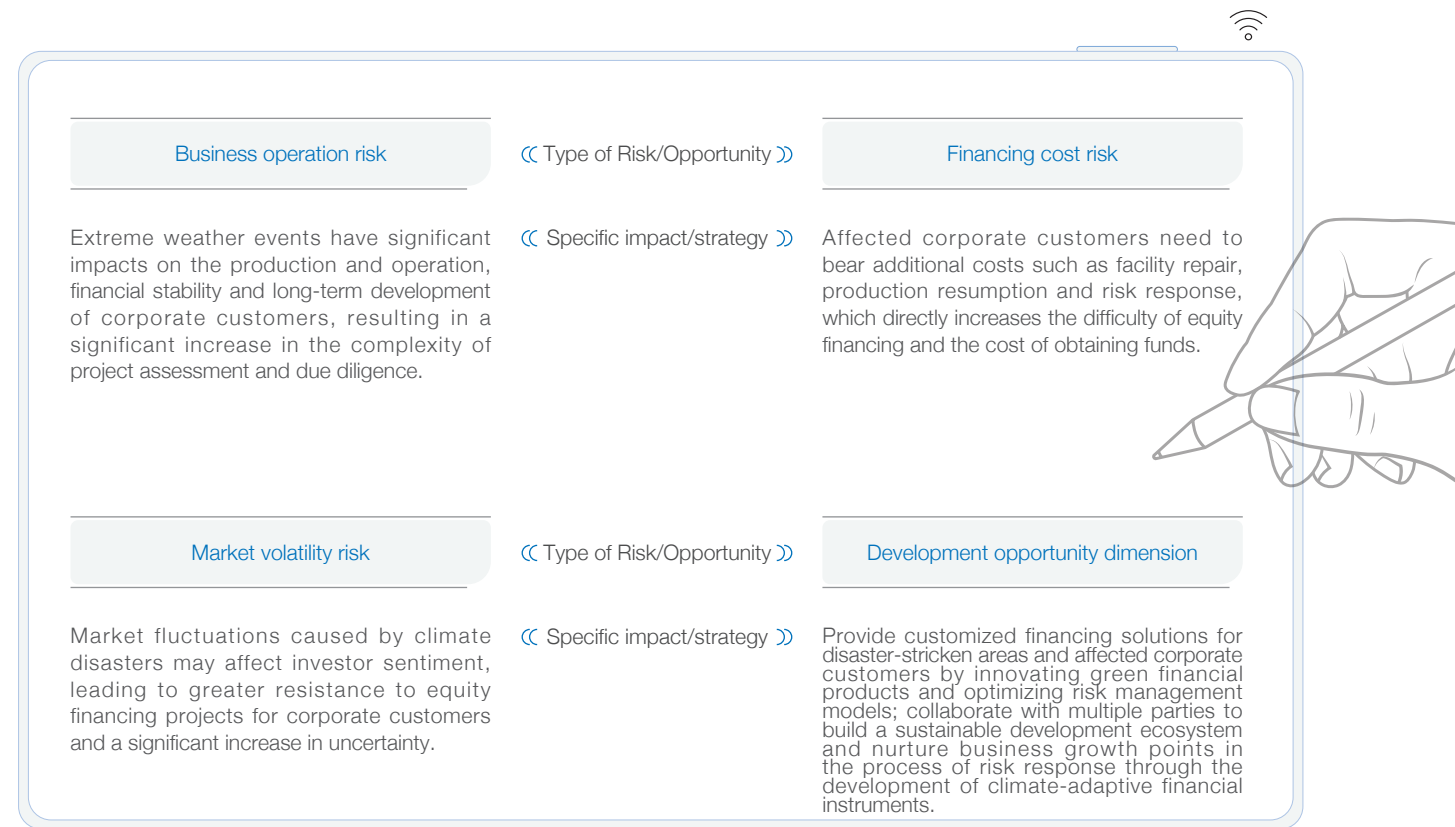 Business operation risk
Type of Risk/Opportunity
Financing cost risk
Extreme weather events have significant
impacts on the production and operation,
financial stability and long-term development
of corporate customers, resulting in a
significant increase in the complexity of
project assessment and due diligence.
Specific impact/strategy
Affected corporate customers need to
bear additional costs such as facility repair,
production resumption and risk response,
which directly increases the difficulty of equity
financing and the cost of obtaining funds.
Market volatility risk
Type of Risk/Opportunity
Development opportunity dimension
Market fluctuations caused by climate
disasters may affect investor sentiment,
leading to greater resistance to equity
financing projects for corporate customers
and a significant increase in uncertainty.
Specific impact/strategy
Provide customized financing solutions for
disaster-stricken areas and affected corporate
customers by innovating green financial
products and optimizing risk management
models; collaborate with multiple parties to
build a sustainable development ecosystem
and nurture business growth points in
the process of risk response through the
development of climate-adaptive financial
instruments.